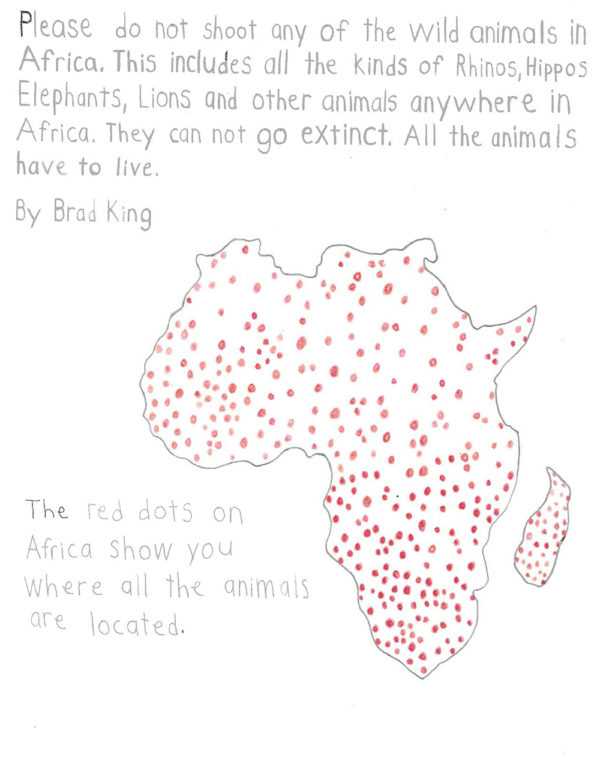 Please do not shoot any of the wild animals in
Africa. This includes all the kinds of Rhinos, Hippos
Elephants, Lions and other animals anywhere in
Africa. They can not go extinct. All the animals
have to live.
By Brad King
The red dots on
Africa show you
where all the animals
are located.